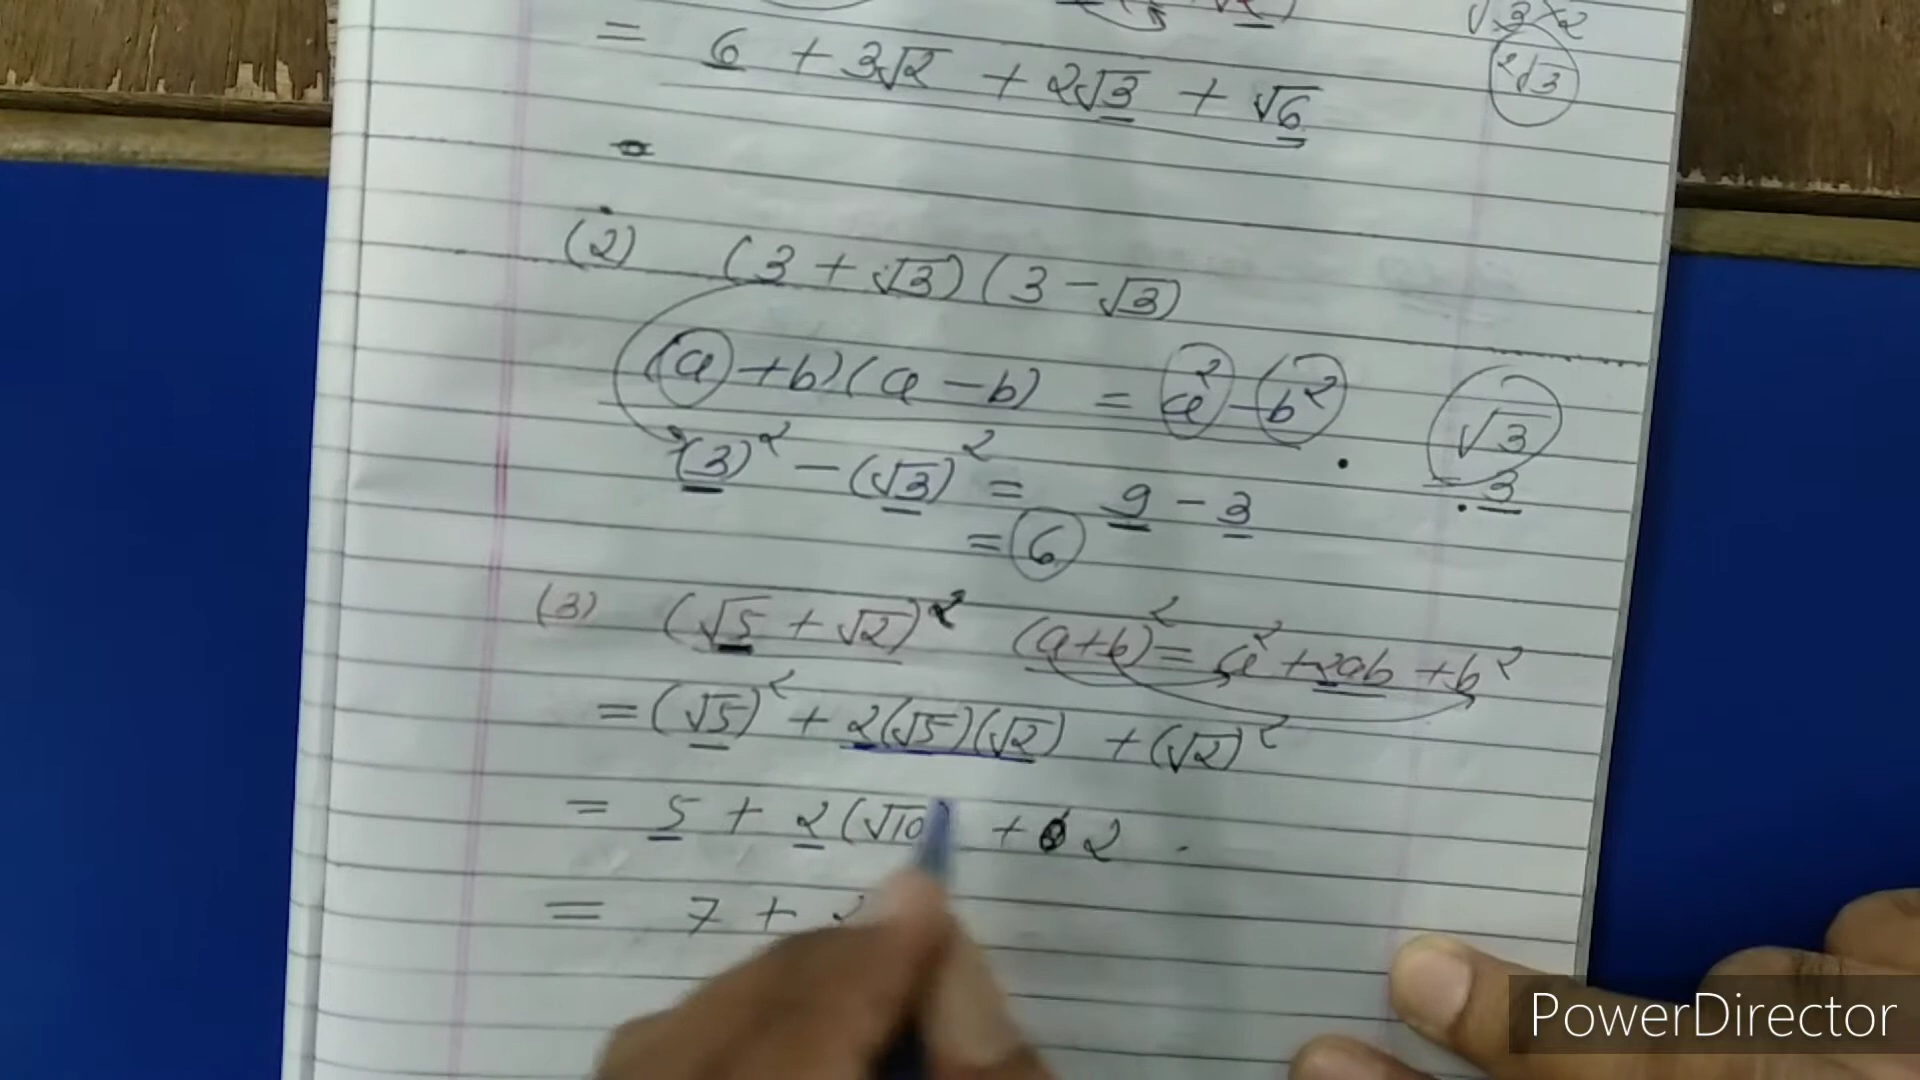 √3×2
= 6 + 3√2 + 2√3 + √6
2√3
(2) (3 + √3)(3 - √3)
(a + b)(a - b) = a² - b²
√3
(3)² - (√3)² = 9 - 3
3
= 6
(3) (√5 + √2)² (a+b)² = a² + 2ab + b²
= (√5)² + 2(√5)(√2) + (√2)²
= 5 + 2(√10) + 2
= 7 +
PowerDirector